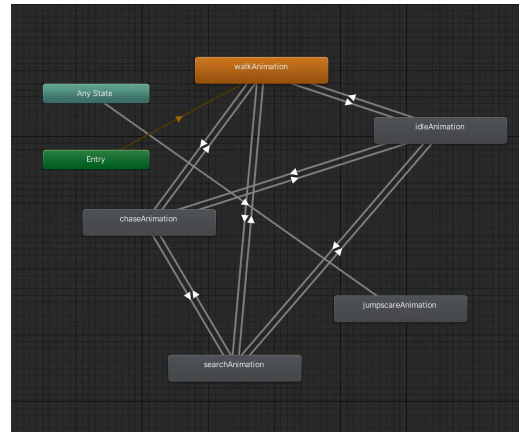 walkAnimation
Any State
idleAnimation
Entry
chaseAnimation
jumpscareAnimation
searchAnimation